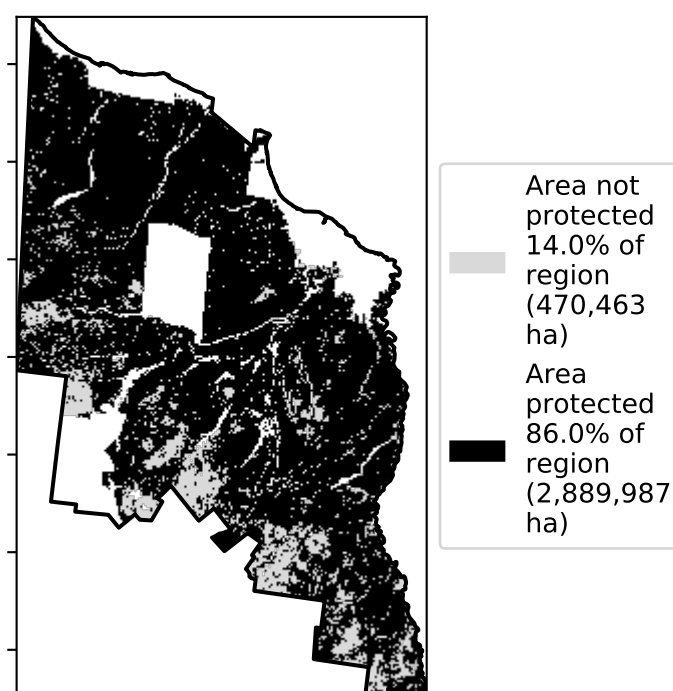 Area not
protected
14.0% of
region
(470,463
ha)
Area
protected
86.0% of
region
(2,889,987
ha)